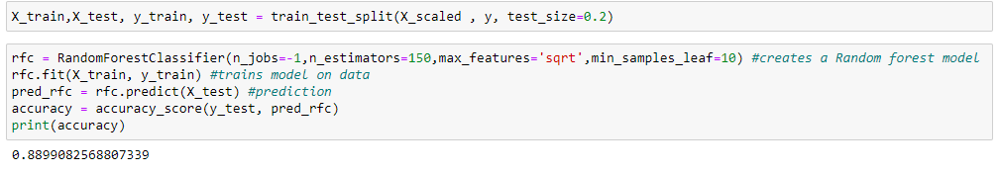 X_train,X_test, y_train, y_test = train_test_split(X_scaled , y, test_size=0.2)
rfc = RandomForestClassifier(n_jobs=-1,n_estimators=150,max_features='sqrt',min_samples_leaf=10) #creates a Random forest model
rfc.fit(X_train, y_train) #trains model on data
pred_rfc = rfc.predict(X_test) #prediction
accuracy = accuracy_score(y_test, pred_rfc)
print(accuracy)
0.8899082568807339